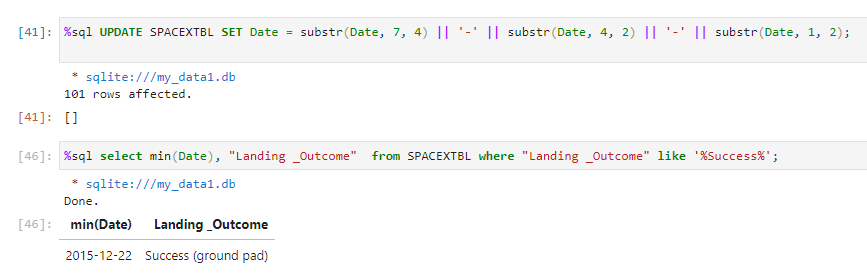 [41]: %sql UPDATE SPACEXTBL SET Date = substr(Date, 7, 4) || '-' || substr(Date, 4, 2) || '-' || substr(Date, 1, 2);
* sqlite:///my_data1.db
101 rows affected.
[41]: []
[46]: %sql select min(Date), "Landing _Outcome"  from SPACEXTBL where "Landing _Outcome" like '%Success%';
* sqlite:///my_data1.db
Done.
[46]: min(Date) Landing _Outcome
2015-12-22 Success (ground pad)